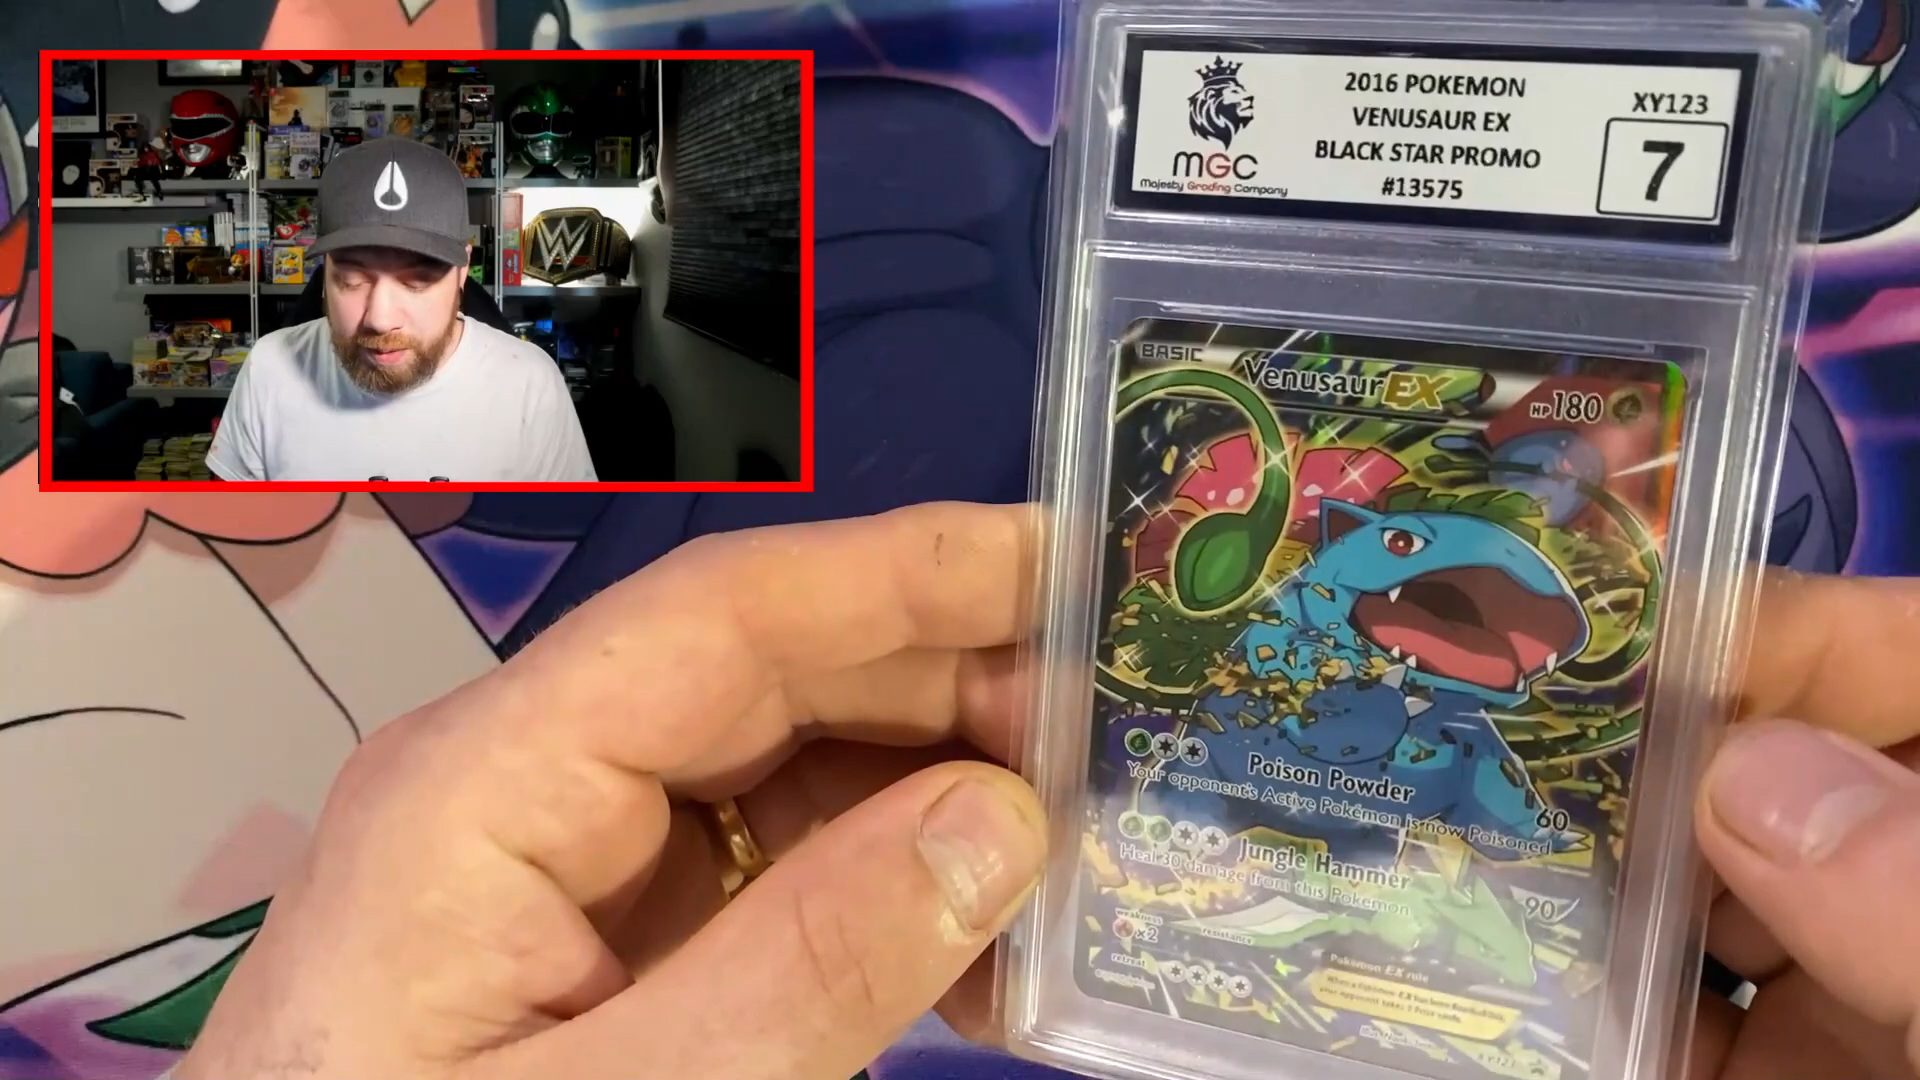 2016 POKEMON
VENUSAUR EX
BLACK STAR PROMO
#13575
XY123
7
MGC
Majesty Grading Company
BASIC
Venusaur EX
HP 180
Poison Powder
60
Your opponent's Active Pokémon is now Poisoned
Jungle Hammer
90
Heal 30 damage from this Pokémon
weakness
x2
resistance
retreat
Pokémon EX rule
W